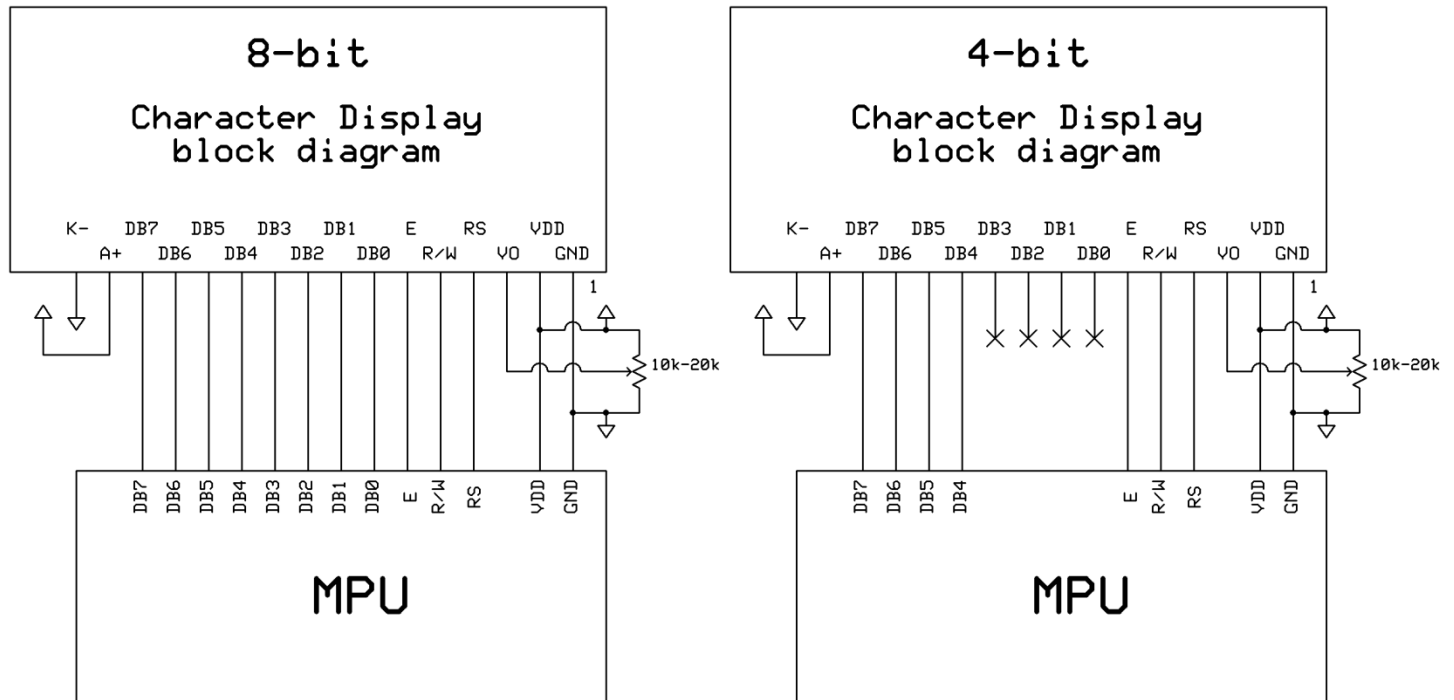 8-bit
Character Display
block diagram
K- DB7 DB5 DB3 DB1 E RS VDD
A+ DB6 DB4 DB2 DB0 R/W VO GND
1
10k-20k
DB7 DB6 DB5 DB4 DB3 DB2 DB1 DB0 E R/W RS VDD GND
MPU
4-bit
Character Display
block diagram
K- DB7 DB5 DB3 DB1 E RS VDD
A+ DB6 DB4 DB2 DB0 R/W VO GND
1
10k-20k
DB7 DB6 DB5 DB4 E R/W RS VDD GND
MPU